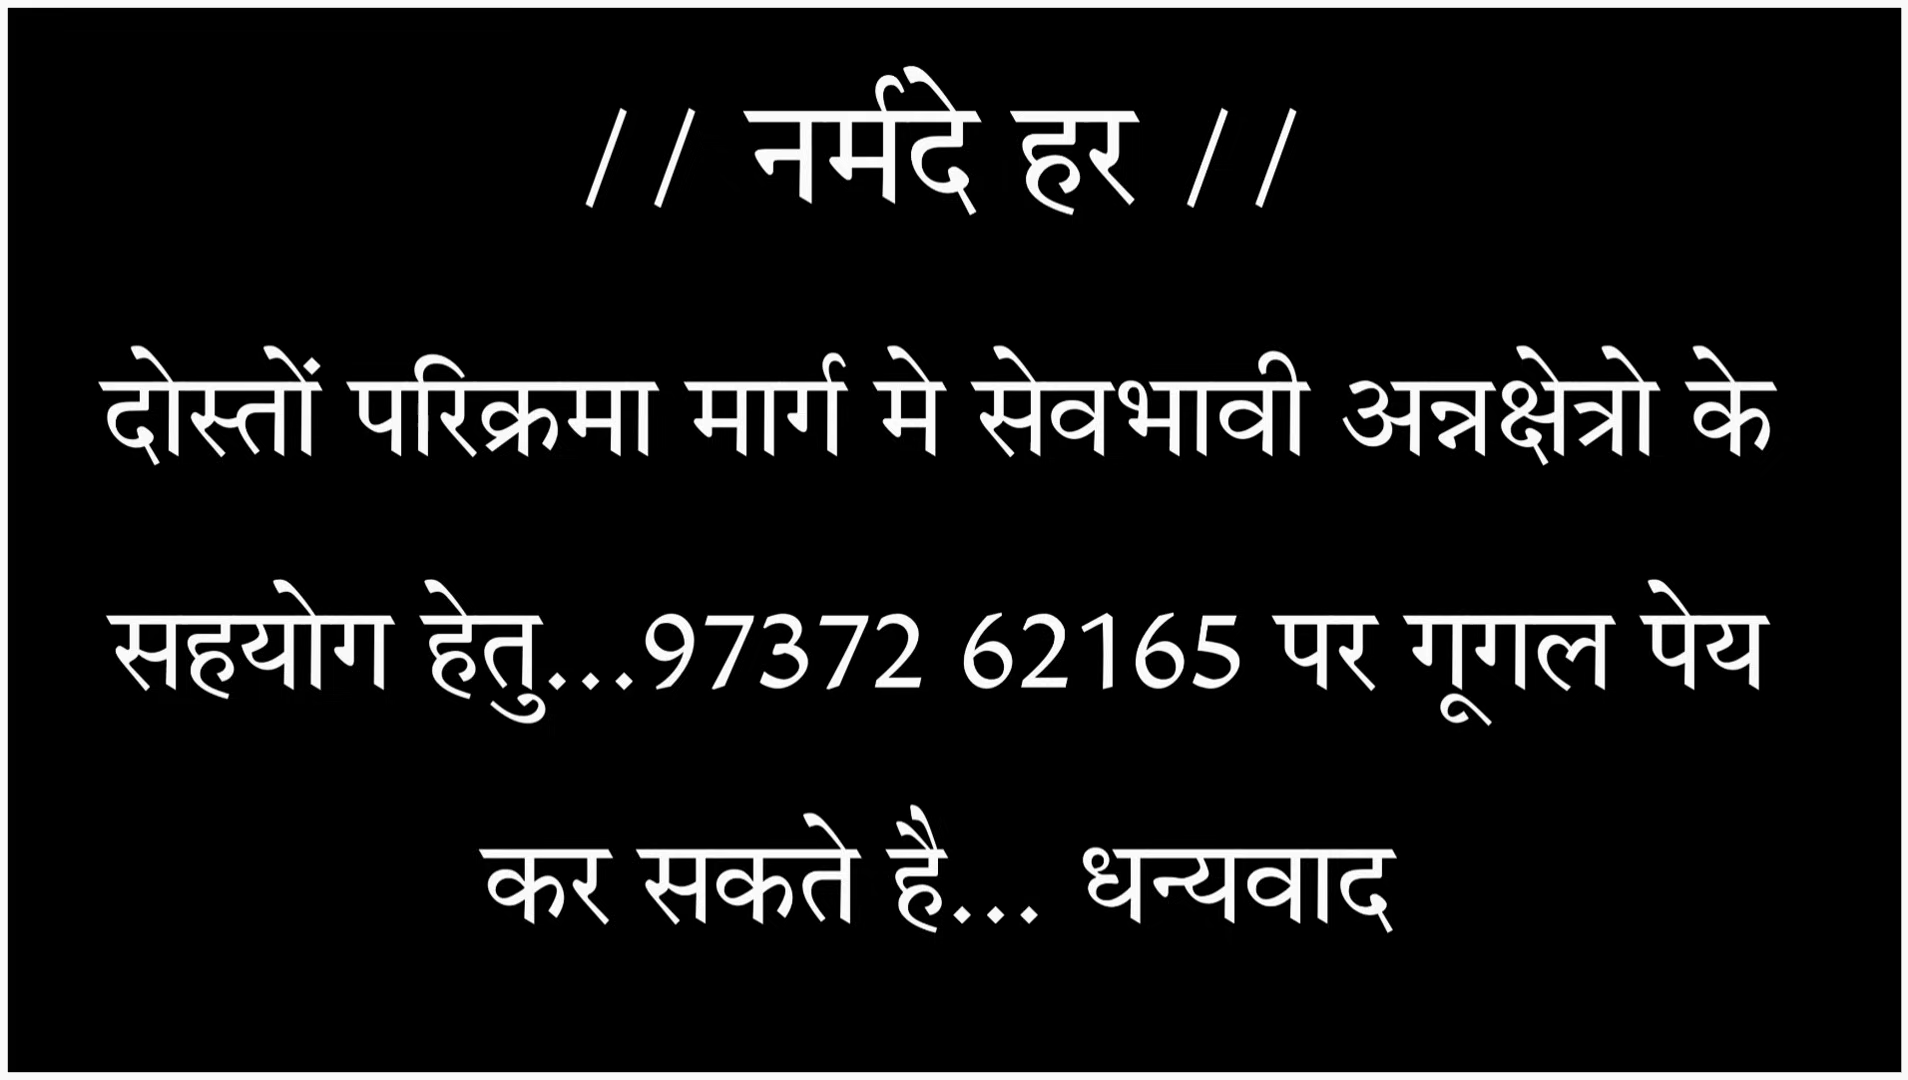 // नर्मदे हर //
दोस्तों परिक्रमा मार्ग मे सेवभावी अन्नक्षेत्रो के
सहयोग हेतु...97372 62165 पर गूगल पेय
कर सकते है... धन्यवाद